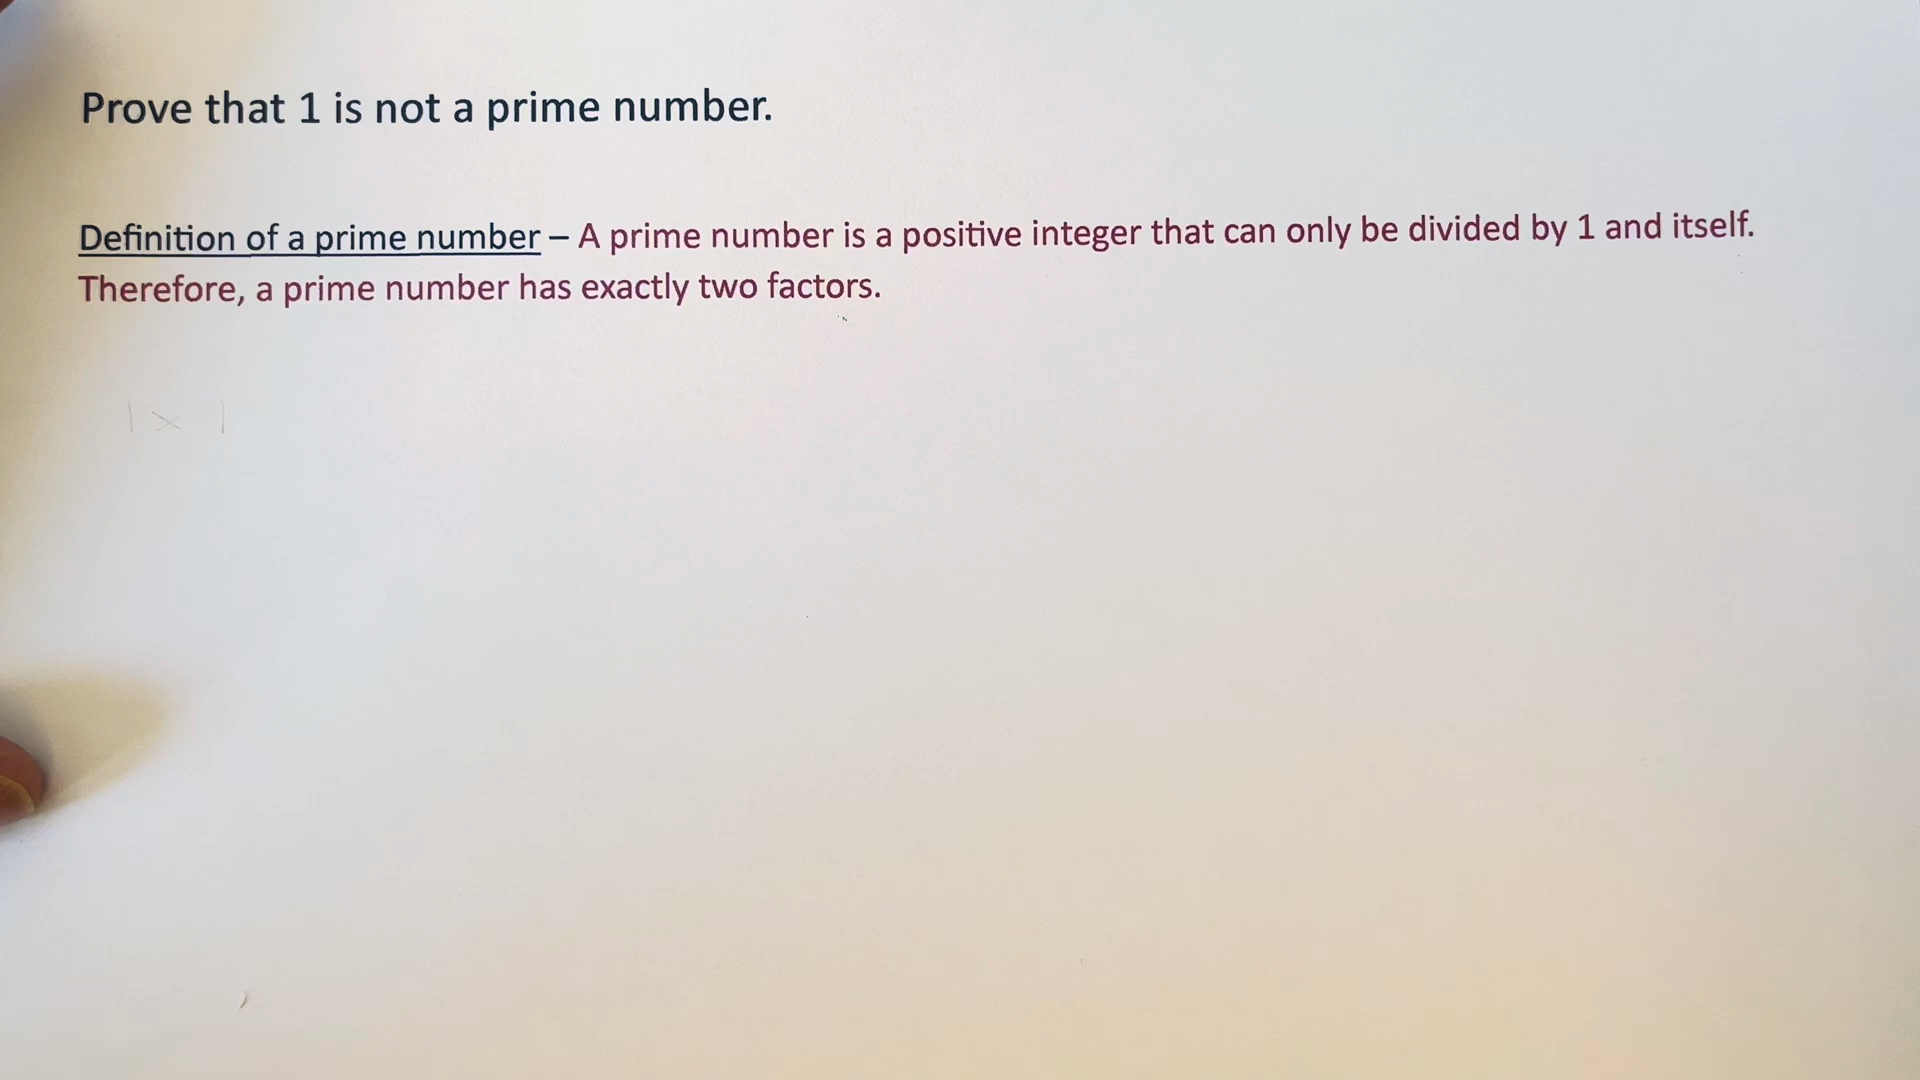 Prove that 1 is not a prime number.
Definition of a prime number – A prime number is a positive integer that can only be divided by 1 and itself.
Therefore, a prime number has exactly two factors.
1 × 1